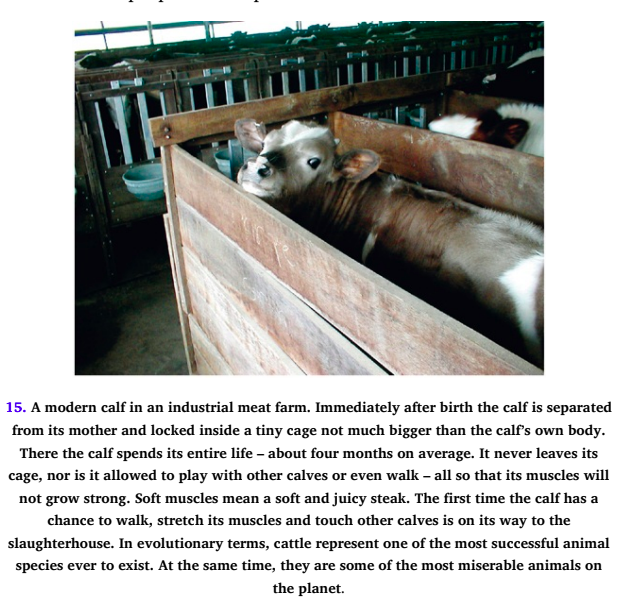 15. A modern calf in an industrial meat farm. Immediately after birth the calf is separated
from its mother and locked inside a tiny cage not much bigger than the calf’s own body.
There the calf spends its entire life – about four months on average. It never leaves its
cage, nor is it allowed to play with other calves or even walk – all so that its muscles will
not grow strong. Soft muscles mean a soft and juicy steak. The first time the calf has a
chance to walk, stretch its muscles and touch other calves is on its way to the
slaughterhouse. In evolutionary terms, cattle represent one of the most successful animal
species ever to exist. At the same time, they are some of the most miserable animals on
the planet.